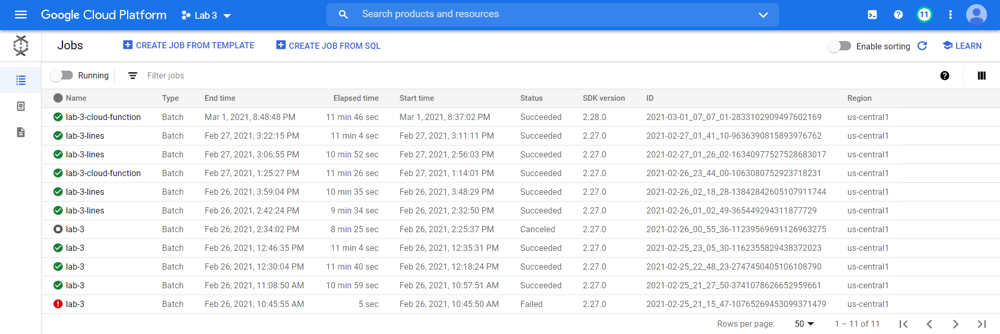 Google Cloud Platform Lab 3 Search products and resources 11
Jobs CREATE JOB FROM TEMPLATE CREATE JOB FROM SQL Enable sorting LEARN
Running Filter jobs
Name Type End time Elapsed time Start time Status SDK version ID Region
lab-3-cloud-function Batch Mar 1, 2021, 8:48:48 PM 11 min 46 sec Mar 1, 2021, 8:37:02 PM Succeeded 2.28.0 2021-03-01_07_07_01-2833102909497602169 us-central1
lab-3-lines Batch Feb 27, 2021, 3:22:15 PM 11 min 4 sec Feb 27, 2021, 3:11:11 PM Succeeded 2.27.0 2021-02-27_01_41_10-9636390815893976762 us-central1
lab-3-lines Batch Feb 27, 2021, 3:06:55 PM 10 min 52 sec Feb 27, 2021, 2:56:03 PM Succeeded 2.27.0 2021-02-27_01_26_02-16340977527528683017 us-central1
lab-3-cloud-function Batch Feb 27, 2021, 1:25:27 PM 11 min 26 sec Feb 27, 2021, 1:14:01 PM Succeeded 2.27.0 2021-02-26_23_44_00-1063080752923718231 us-central1
lab-3-lines Batch Feb 26, 2021, 3:59:04 PM 10 min 35 sec Feb 26, 2021, 3:48:29 PM Succeeded 2.27.0 2021-02-26_02_18_28-13842842605107911744 us-central1
lab-3-lines Batch Feb 26, 2021, 2:42:24 PM 9 min 34 sec Feb 26, 2021, 2:32:50 PM Succeeded 2.27.0 2021-02-26_01_02_49-365449294311877729 us-central1
lab-3 Batch Feb 26, 2021, 2:34:02 PM 8 min 25 sec Feb 26, 2021, 2:25:37 PM Canceled 2.27.0 2021-02-26_00_55_36-11239569691126963275 us-central1
lab-3 Batch Feb 26, 2021, 12:46:35 PM 11 min 4 sec Feb 26, 2021, 12:35:31 PM Succeeded 2.27.0 2021-02-25_23_05_30-1162355829438372023 us-central1
lab-3 Batch Feb 26, 2021, 12:30:04 PM 11 min 40 sec Feb 26, 2021, 12:18:24 PM Succeeded 2.27.0 2021-02-25_22_48_23-2747450405106108790 us-central1
lab-3 Batch Feb 26, 2021, 11:08:50 AM 10 min 59 sec Feb 26, 2021, 10:57:51 AM Succeeded 2.27.0 2021-02-25_21_27_50-3741078626652959661 us-central1
lab-3 Batch Feb 26, 2021, 10:45:55 AM 5 sec Feb 26, 2021, 10:45:50 AM Failed 2.27.0 2021-02-25_21_15_47-10765269453099371479 us-central1
Rows per page: 50 1 – 11 of 11